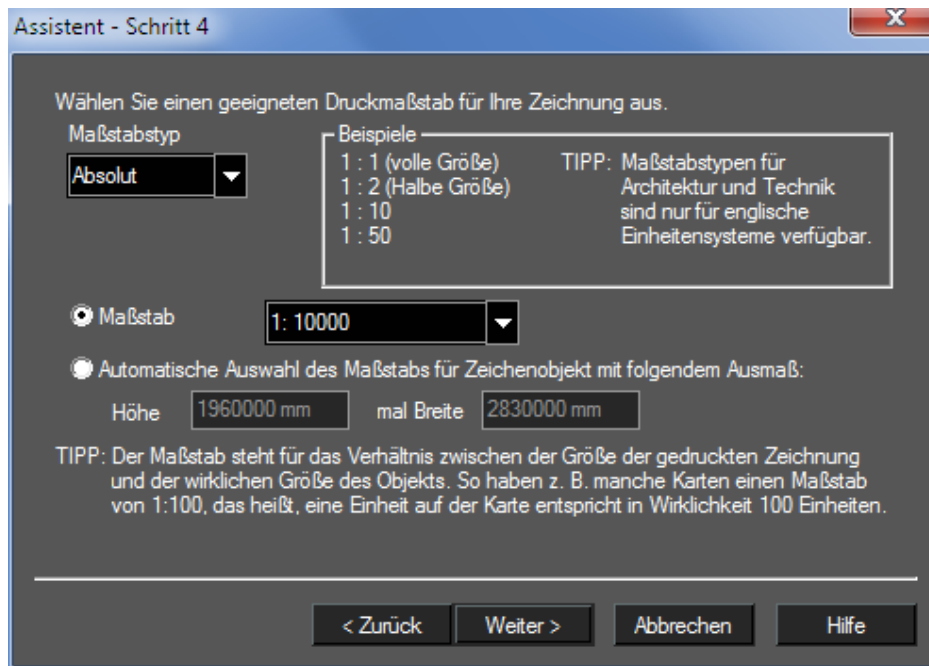 Assistent - Schritt 4
Wählen Sie einen geeigneten Druckmaßstab für Ihre Zeichnung aus.
Maßstabstyp
Absolut
Beispiele
1 : 1 (volle Größe)
1 : 2 (Halbe Größe)
1 : 10
1 : 50
TIPP: Maßstabstypen für
Architektur und Technik
sind nur für englische
Einheitensysteme verfügbar.
Maßstab
1: 10000
Automatische Auswahl des Maßstabs für Zeichenobjekt mit folgendem Ausmaß:
Höhe 1960000 mm mal Breite 2830000 mm
TIPP: Der Maßstab steht für das Verhältnis zwischen der Größe der gedruckten Zeichnung
und der wirklichen Größe des Objekts. So haben z. B. manche Karten einen Maßstab
von 1:100, das heißt, eine Einheit auf der Karte entspricht in Wirklichkeit 100 Einheiten.
< Zurück Weiter > Abbrechen Hilfe